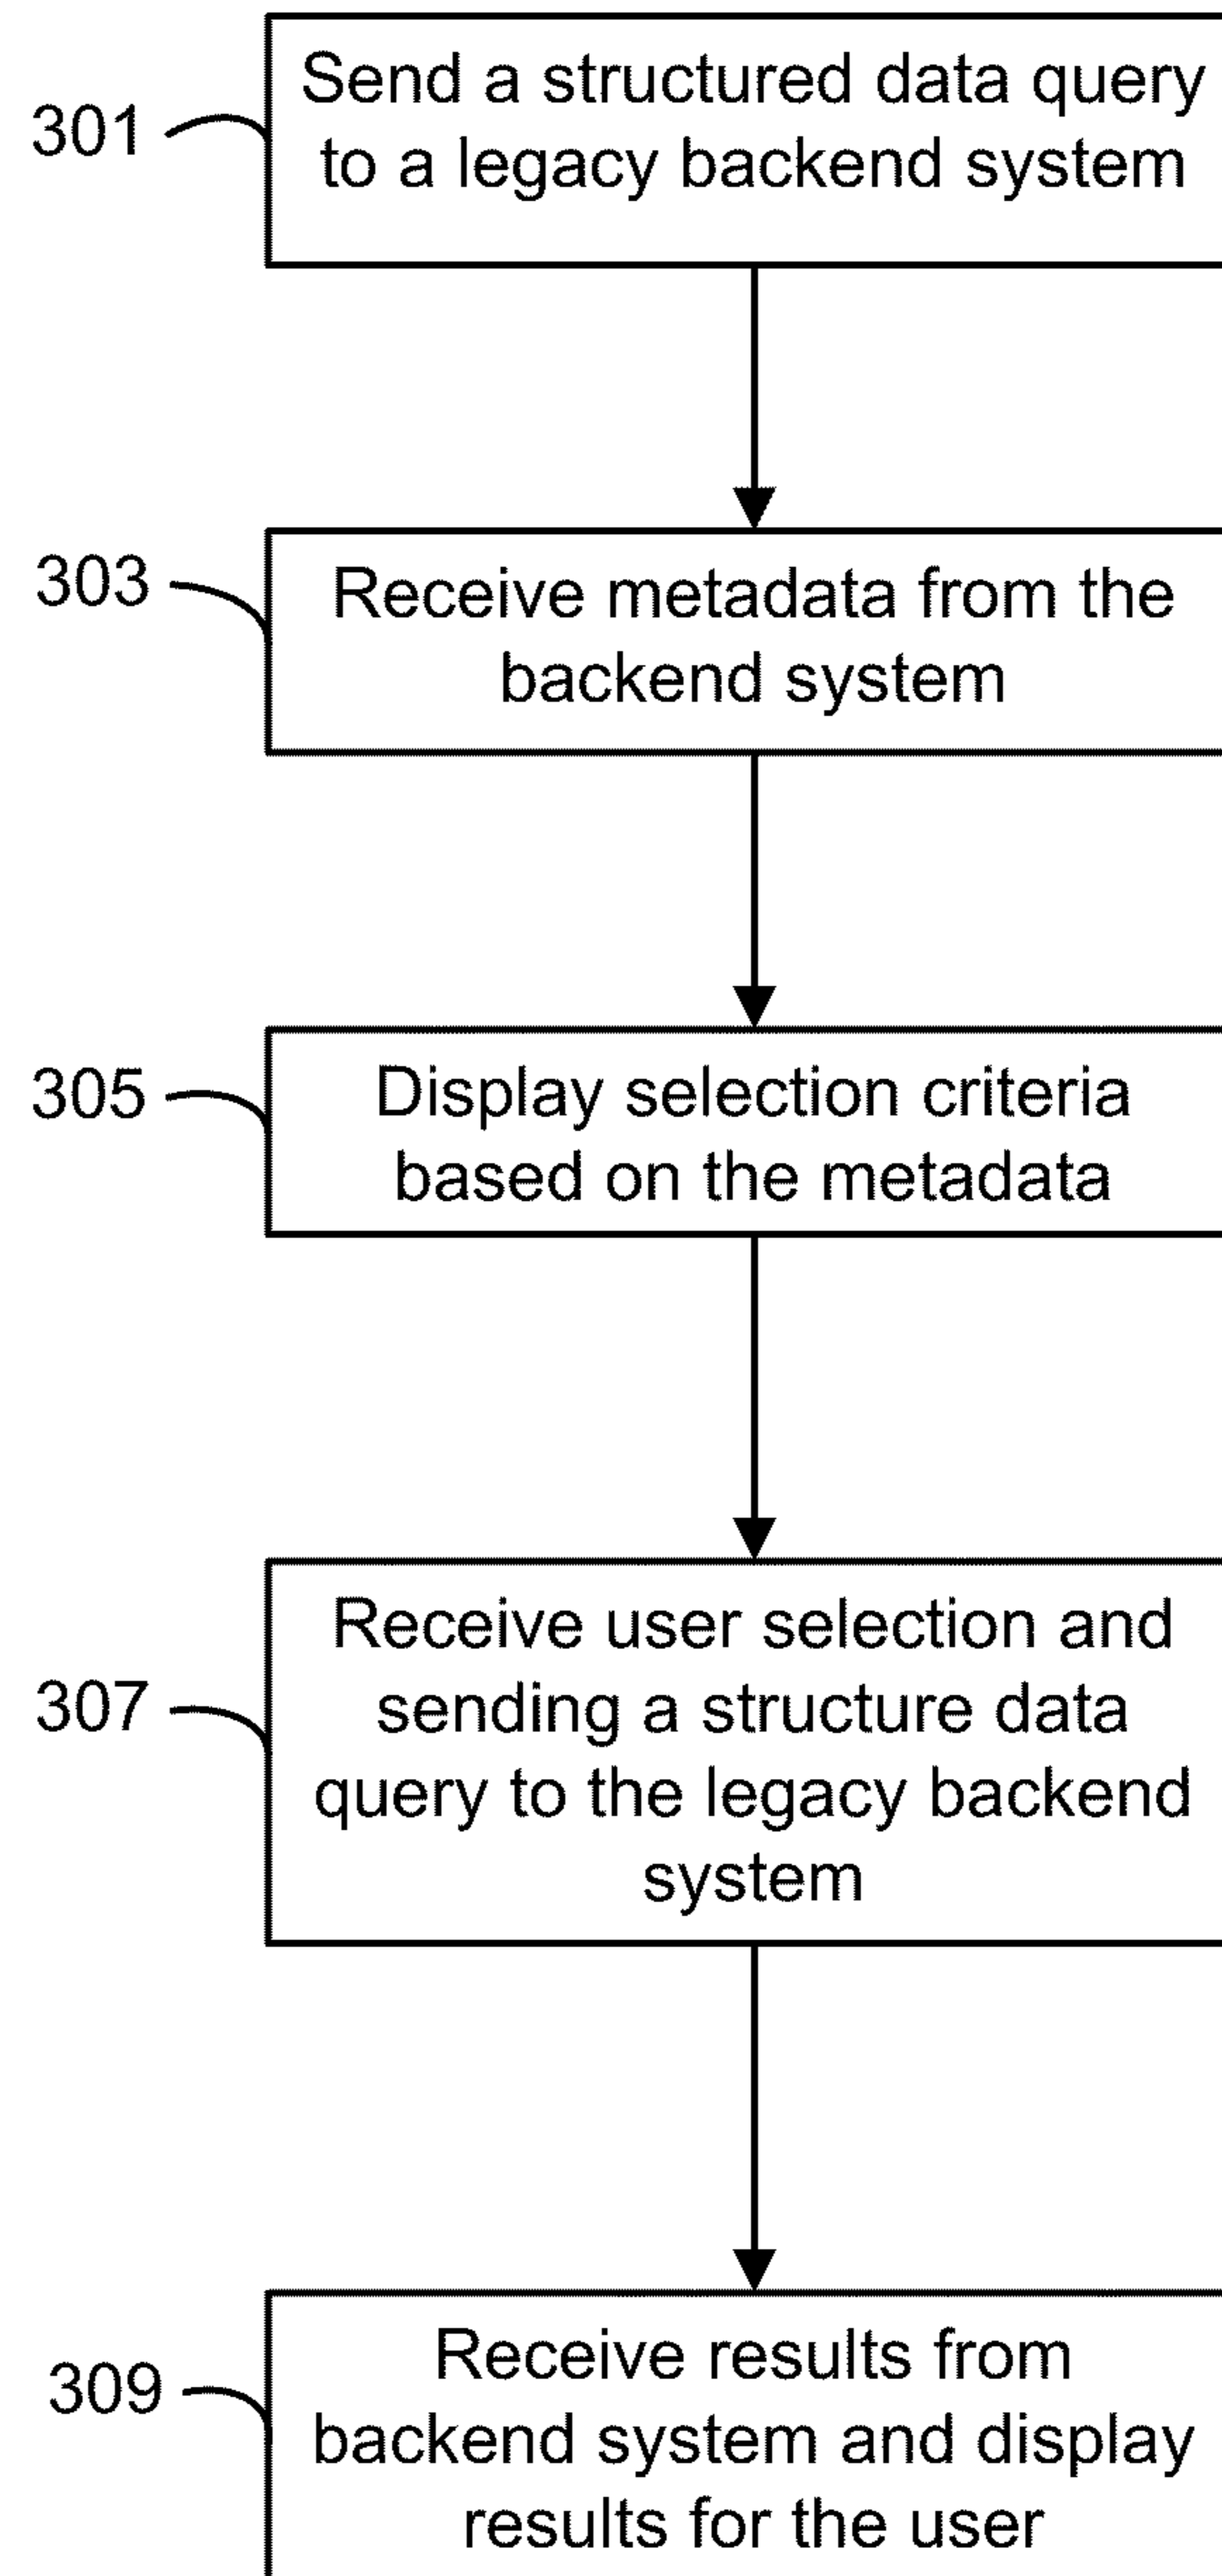 301
Send a structured data query
to a legacy backend system
303
Receive metadata from the
backend system
305
Display selection criteria
based on the metadata
307
Receive user selection and
sending a structure data
query to the legacy backend
system
309
Receive results from
backend system and display
results for the user